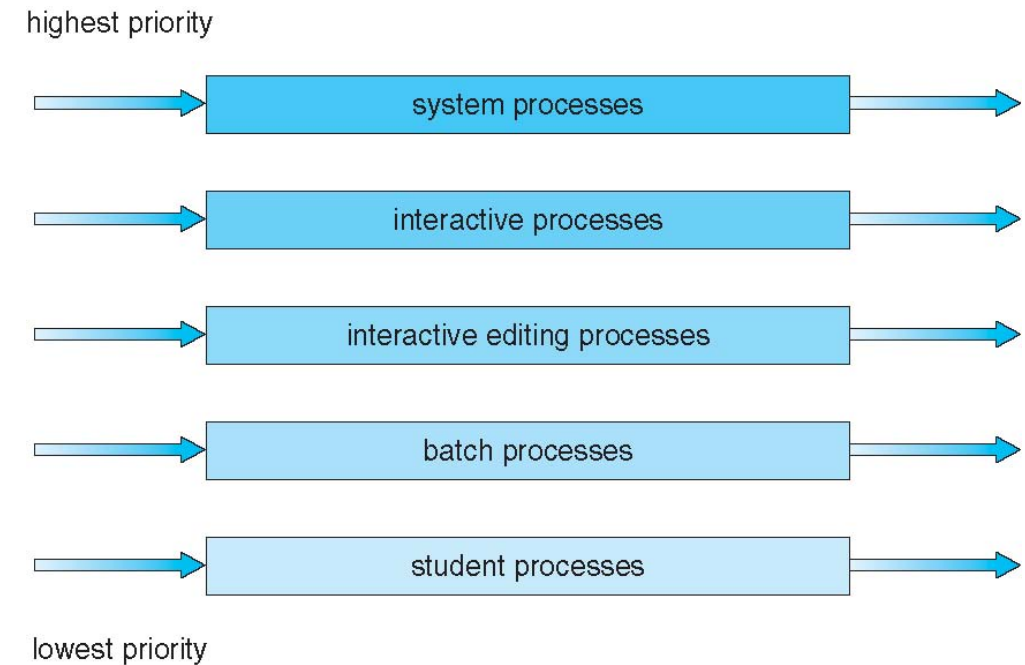 highest priority
system processes
interactive processes
interactive editing processes
batch processes
student processes
lowest priority